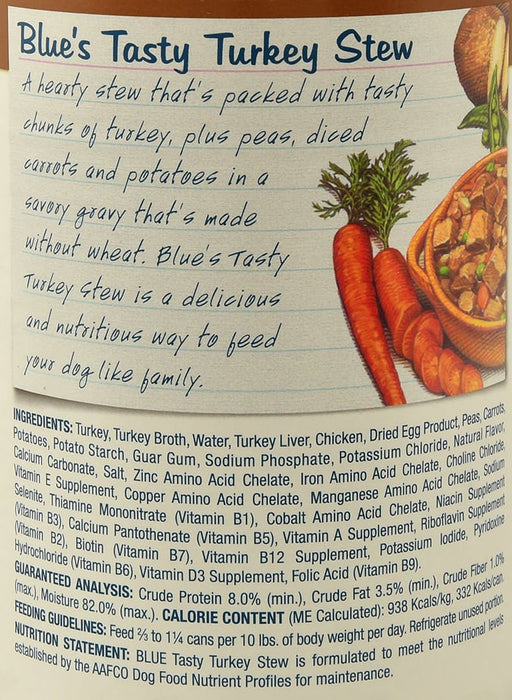 Blue's Tasty Turkey Stew
A hearty stew that's packed with tasty
chunks of turkey, plus peas, diced
carrots and potatoes in a
savory gravy that's made
without wheat. Blue's Tasty
Turkey Stew is a delicious
and nutritious way to feed
your dog like family.
INGREDIENTS: Turkey, Turkey Broth, Water, Turkey Liver, Chicken, Dried Egg Product, Peas, Carrots,
Potatoes, Potato Starch, Guar Gum, Sodium Phosphate, Potassium Chloride, Natural Flavor,
Calcium Carbonate, Salt, Zinc Amino Acid Chelate, Iron Amino Acid Chelate, Choline Chloride,
Vitamin E Supplement, Copper Amino Acid Chelate, Manganese Amino Acid Chelate, Sodium
Selenite, Thiamine Mononitrate (Vitamin B1), Cobalt Amino Acid Chelate, Niacin Supplement
(Vitamin B3), Calcium Pantothenate (Vitamin B5), Vitamin A Supplement, Riboflavin Supplement
(Vitamin B2), Biotin (Vitamin B7), Vitamin B12 Supplement, Potassium Iodide, Pyridoxine
Hydrochloride (Vitamin B6), Vitamin D3 Supplement, Folic Acid (Vitamin B9).
GUARANTEED ANALYSIS: Crude Protein 8.0% (min.), Crude Fat 3.5% (min.), Crude Fiber 1.0%
(max.), Moisture 82.0% (max.). CALORIE CONTENT (ME Calculated): 938 Kcals/kg, 332 Kcals/can.
FEEDING GUIDELINES: Feed ⅔ to 1¼ cans per 10 lbs. of body weight per day. Refrigerate unused portion.
NUTRITION STATEMENT: BLUE Tasty Turkey Stew is formulated to meet the nutritional levels
established by the AAFCO Dog Food Nutrient Profiles for maintenance.